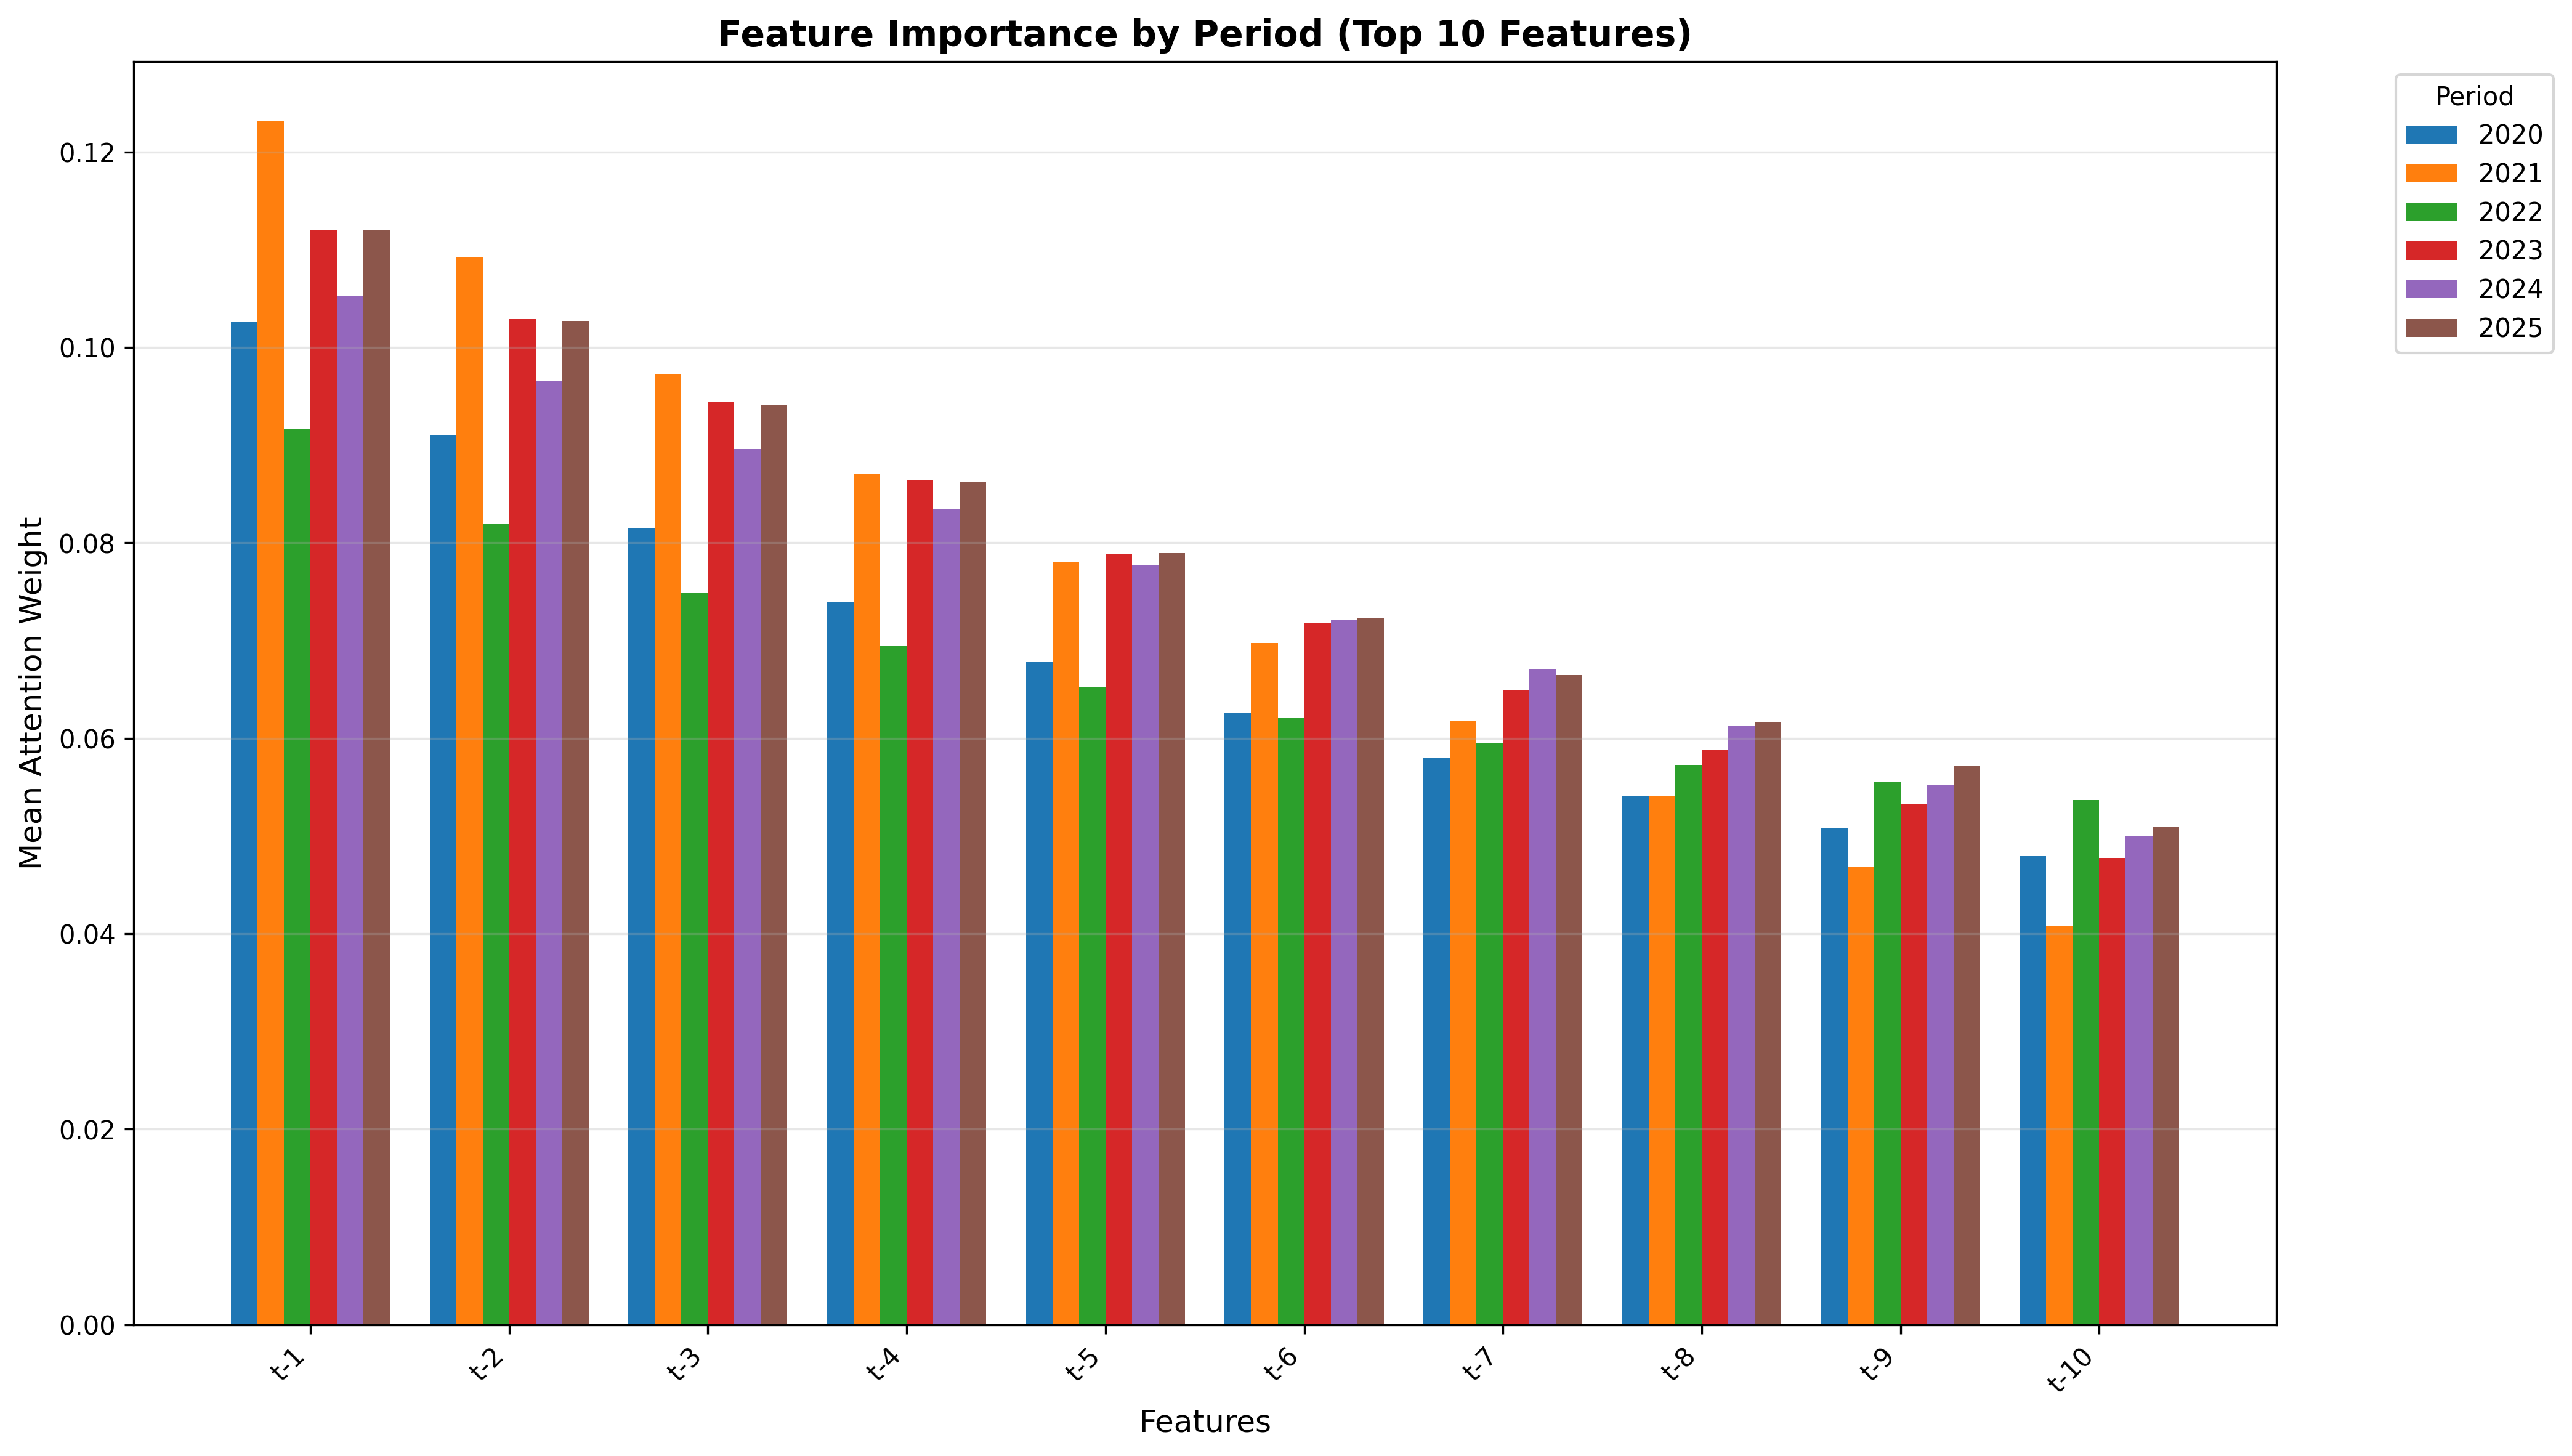 Feature Importance by Period (Top 10 Features)
Period
2020
2021
2022
2023
2024
2025
Mean Attention Weight
0.12
0.10
0.08
0.06
0.04
0.02
0.00
t-1
t-2
t-3
t-4
t-5
t-6
t-7
t-8
t-9
t-10
Features